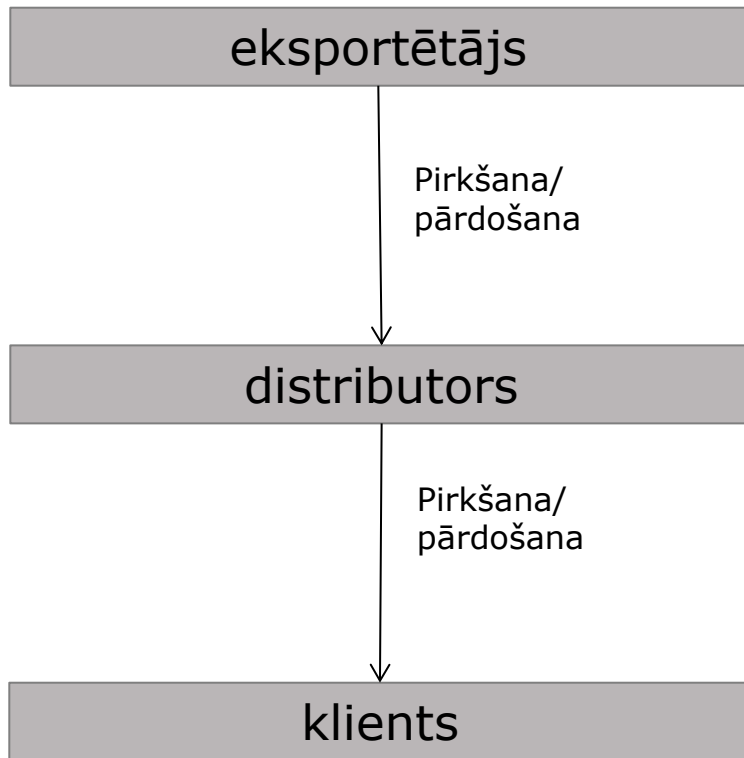 eksportētājs
Pirkšana/
pārdošana
distributors
Pirkšana/
pārdošana
klients